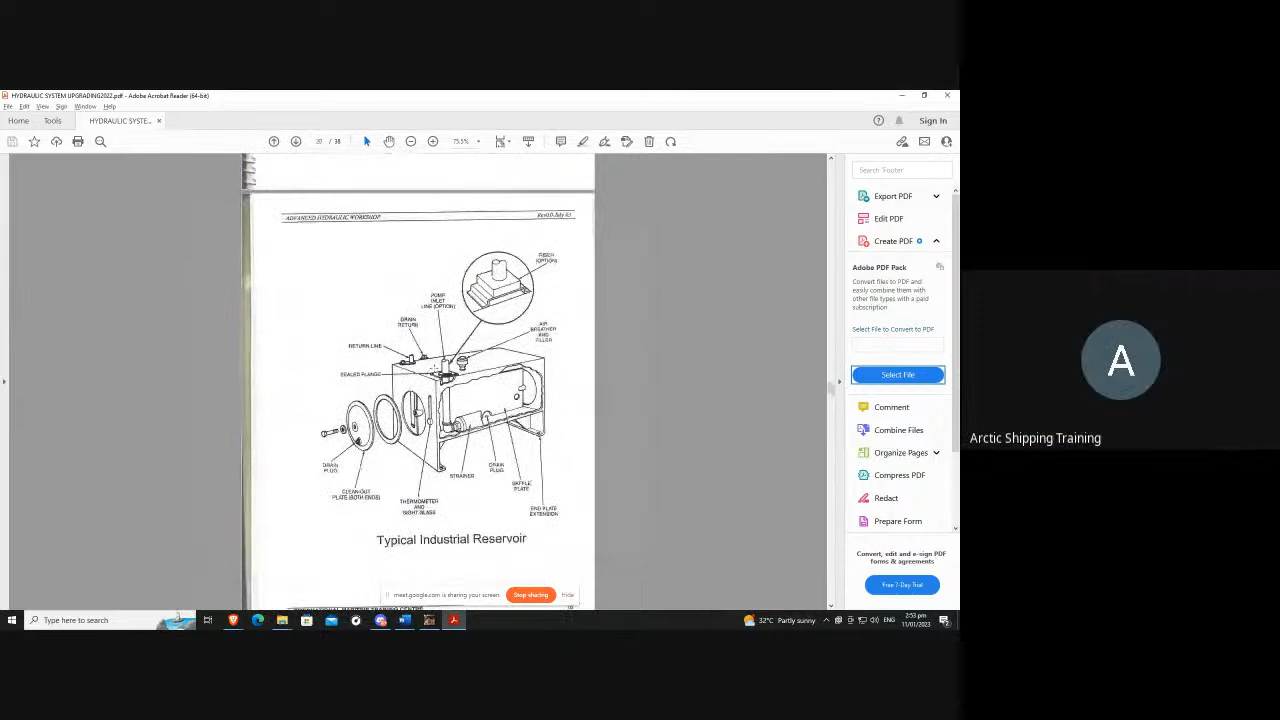 HYDRAULIC SYSTEM UPGRADING2022.pdf - Adobe Acrobat Reader (64-bit)
File Edit View Sign Window Help
Home Tools HYDRAULIC SYSTE... × Sign In
/ 38 75.5%
ADVANCED HYDRAULIC WORKSHOP
RISER
(OPTION)
PUMP
INLET
LINE (OPTION)
DRAIN
RETURN
AIR
BREATHER
AND
FILLER
RETURN LINE
SEALED FLANGE
DRAIN
PLUG
CLEAN-OUT
PLATE (BOTH ENDS)
THERMOMETER
AND
SIGHT GLASS
STRAINER
DRAIN
PLUG
BAFFLE
PLATE
END PLATE
EXTENSION
Typical Industrial Reservoir
meet.google.com is sharing your screen. Stop sharing Hide
Export PDF
Edit PDF
Create PDF
Adobe PDF Pack
Convert files to PDF and
easily combine them with
other file types with a paid
subscription
Select File to Convert to PDF
Select File
Comment
Combine Files
Organize Pages
Compress PDF
Redact
Prepare Form
Convert, edit and e-sign PDF
forms & agreements
Free 7-Day Trial
Type here to search
32°C Partly sunny
ENG
2:53 pm
11/01/2023
A
Arctic Shipping Training